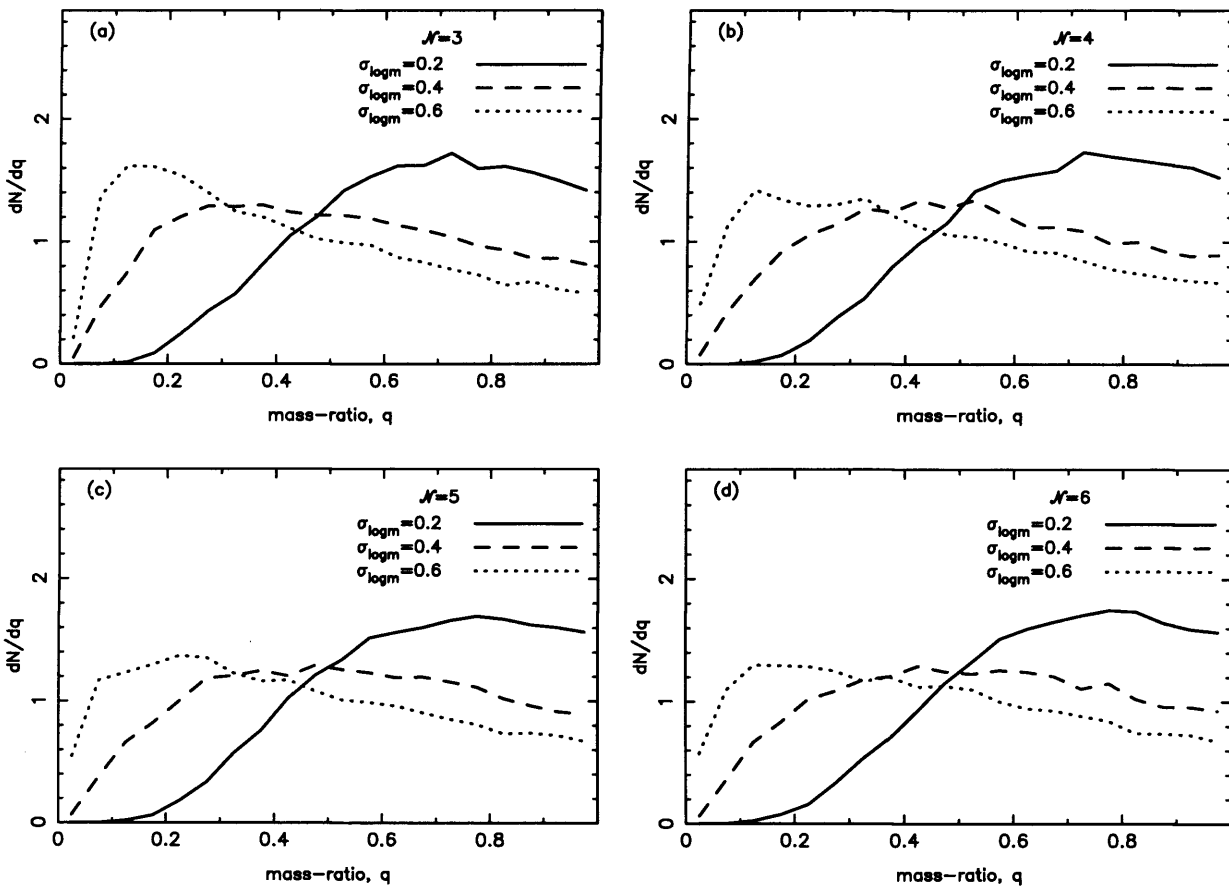 (a)
𝒩=3
σlogm=0.2
σlogm=0.4
σlogm=0.6
dN/dq
2
1
0
0 0.2 0.4 0.6 0.8
mass-ratio, q
(b)
𝒩=4
σlogm=0.2
σlogm=0.4
σlogm=0.6
dN/dq
2
1
0
0 0.2 0.4 0.6 0.8
mass-ratio, q
(c)
𝒩=5
σlogm=0.2
σlogm=0.4
σlogm=0.6
dN/dq
2
1
0
0 0.2 0.4 0.6 0.8
mass-ratio, q
(d)
𝒩=6
σlogm=0.2
σlogm=0.4
σlogm=0.6
dN/dq
2
1
0
0 0.2 0.4 0.6 0.8
mass-ratio, q